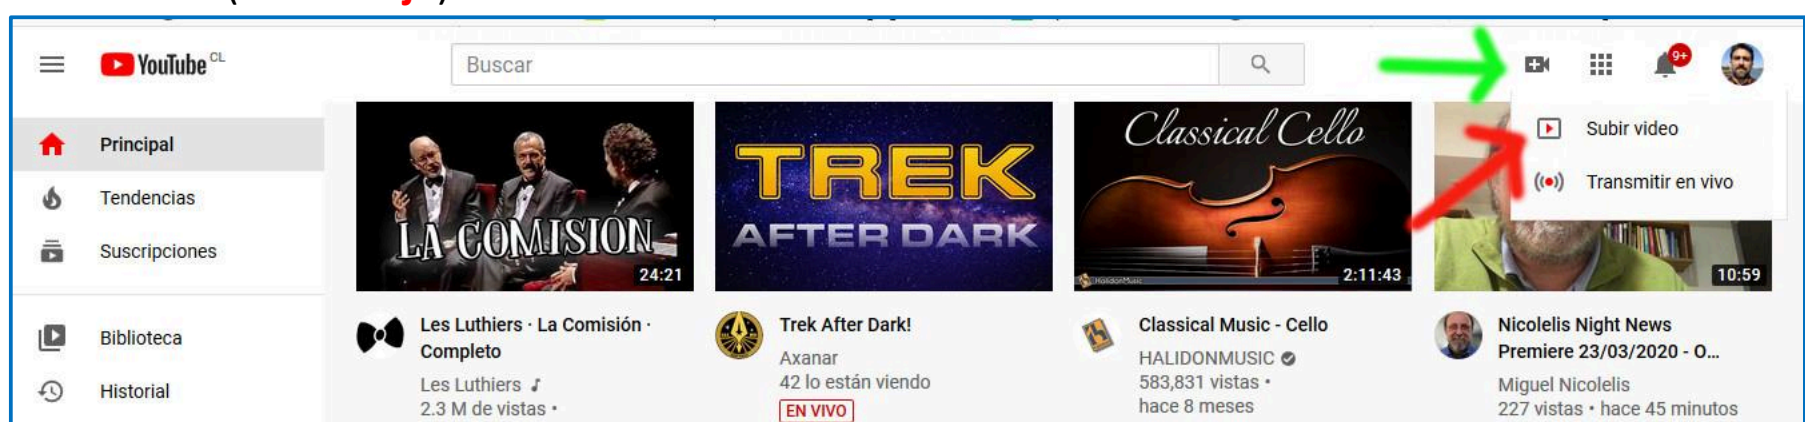 YouTube CL
Buscar
9+
Subir video
Transmitir en vivo
Principal
Tendencias
Suscripciones
Biblioteca
Historial
LA COMISIÓN
24:21
Les Luthiers · La Comisión ·
Completo
Les Luthiers
2.3 M de vistas •
TREK
AFTER DARK
Trek After Dark!
Axanar
42 lo están viendo
EN VIVO
Classical Cello
HalidonMusic
2:11:43
Classical Music - Cello
HALIDONMUSIC
583,831 vistas •
hace 8 meses
10:59
Nicolelis Night News
Premiere 23/03/2020 - O...
Miguel Nicolelis
227 vistas • hace 45 minutos